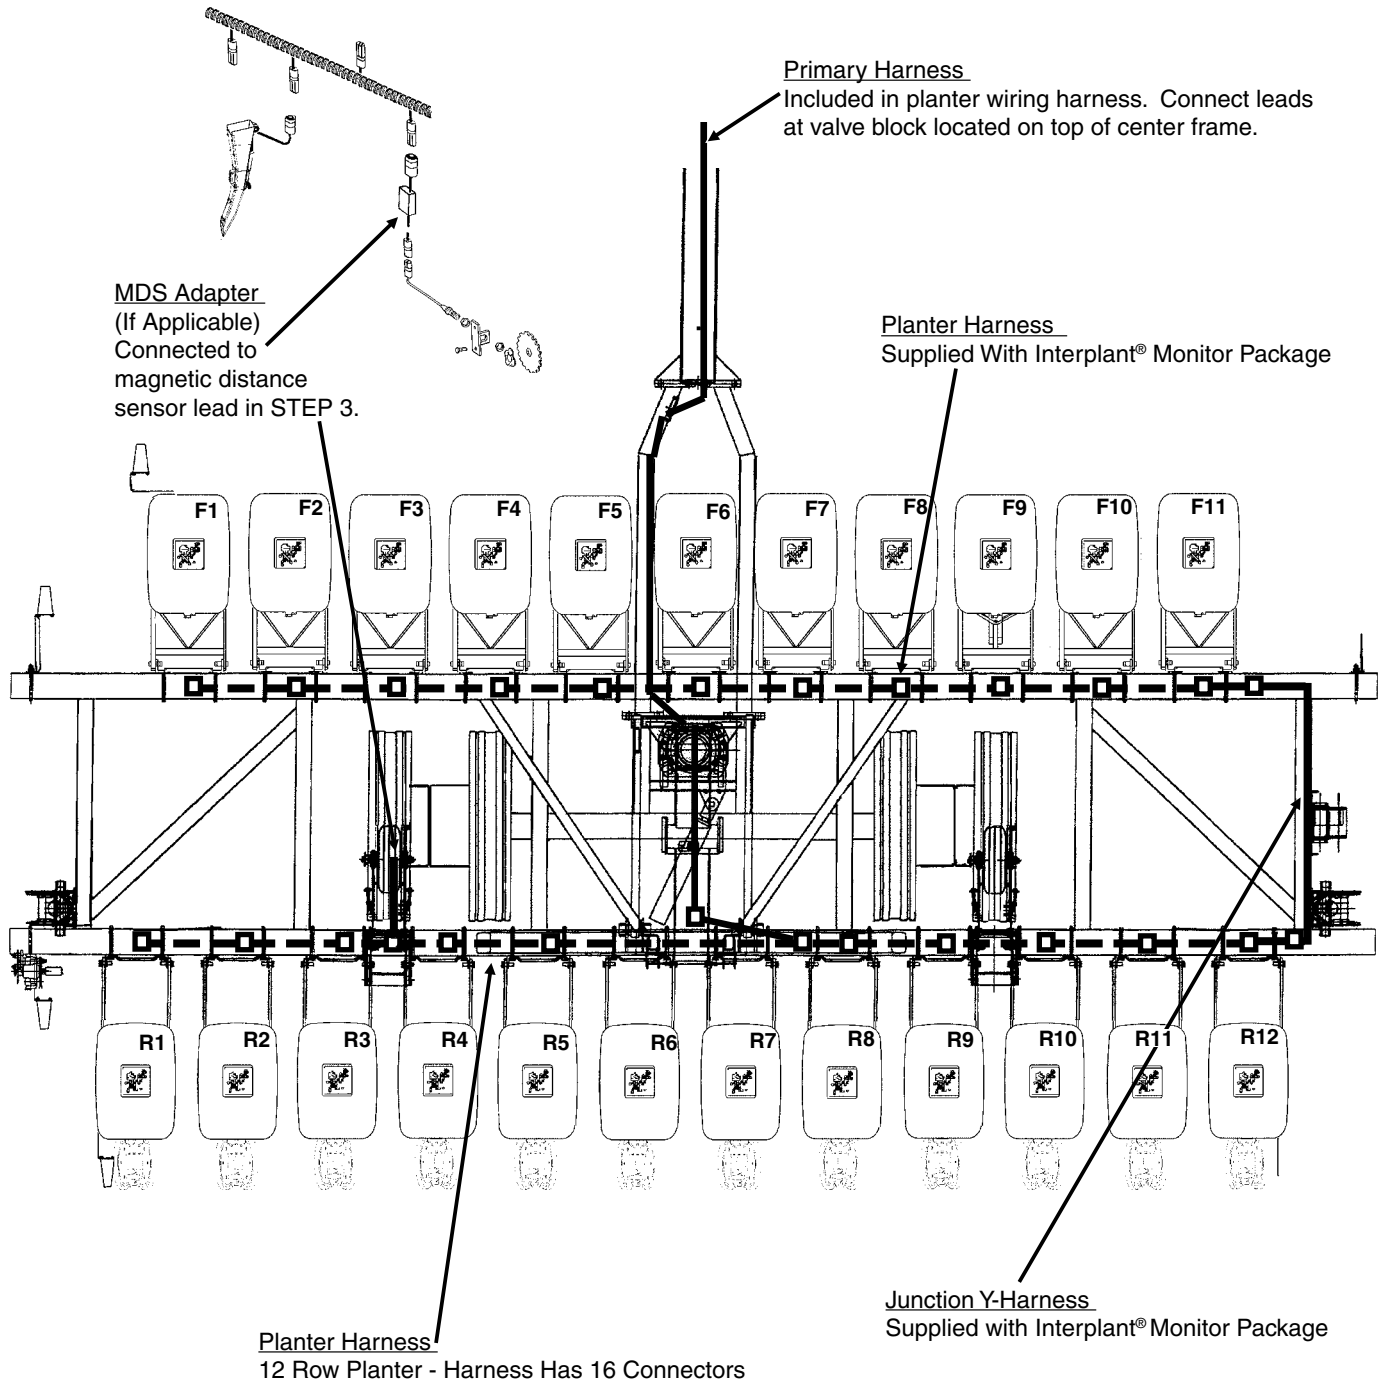 Primary Harness
Included in planter wiring harness.  Connect leads
at valve block located on top of center frame.
MDS Adapter
(If Applicable)
Connected to
magnetic distance
sensor lead in STEP 3.
Planter Harness
Supplied With Interplant® Monitor Package
F1 F2 F3 F4 F5 F6 F7 F8 F9 F10 F11
R1 R2 R3 R4 R5 R6 R7 R8 R9 R10 R11 R12
Junction Y-Harness
Supplied with Interplant® Monitor Package
Planter Harness
12 Row Planter - Harness Has 16 Connectors